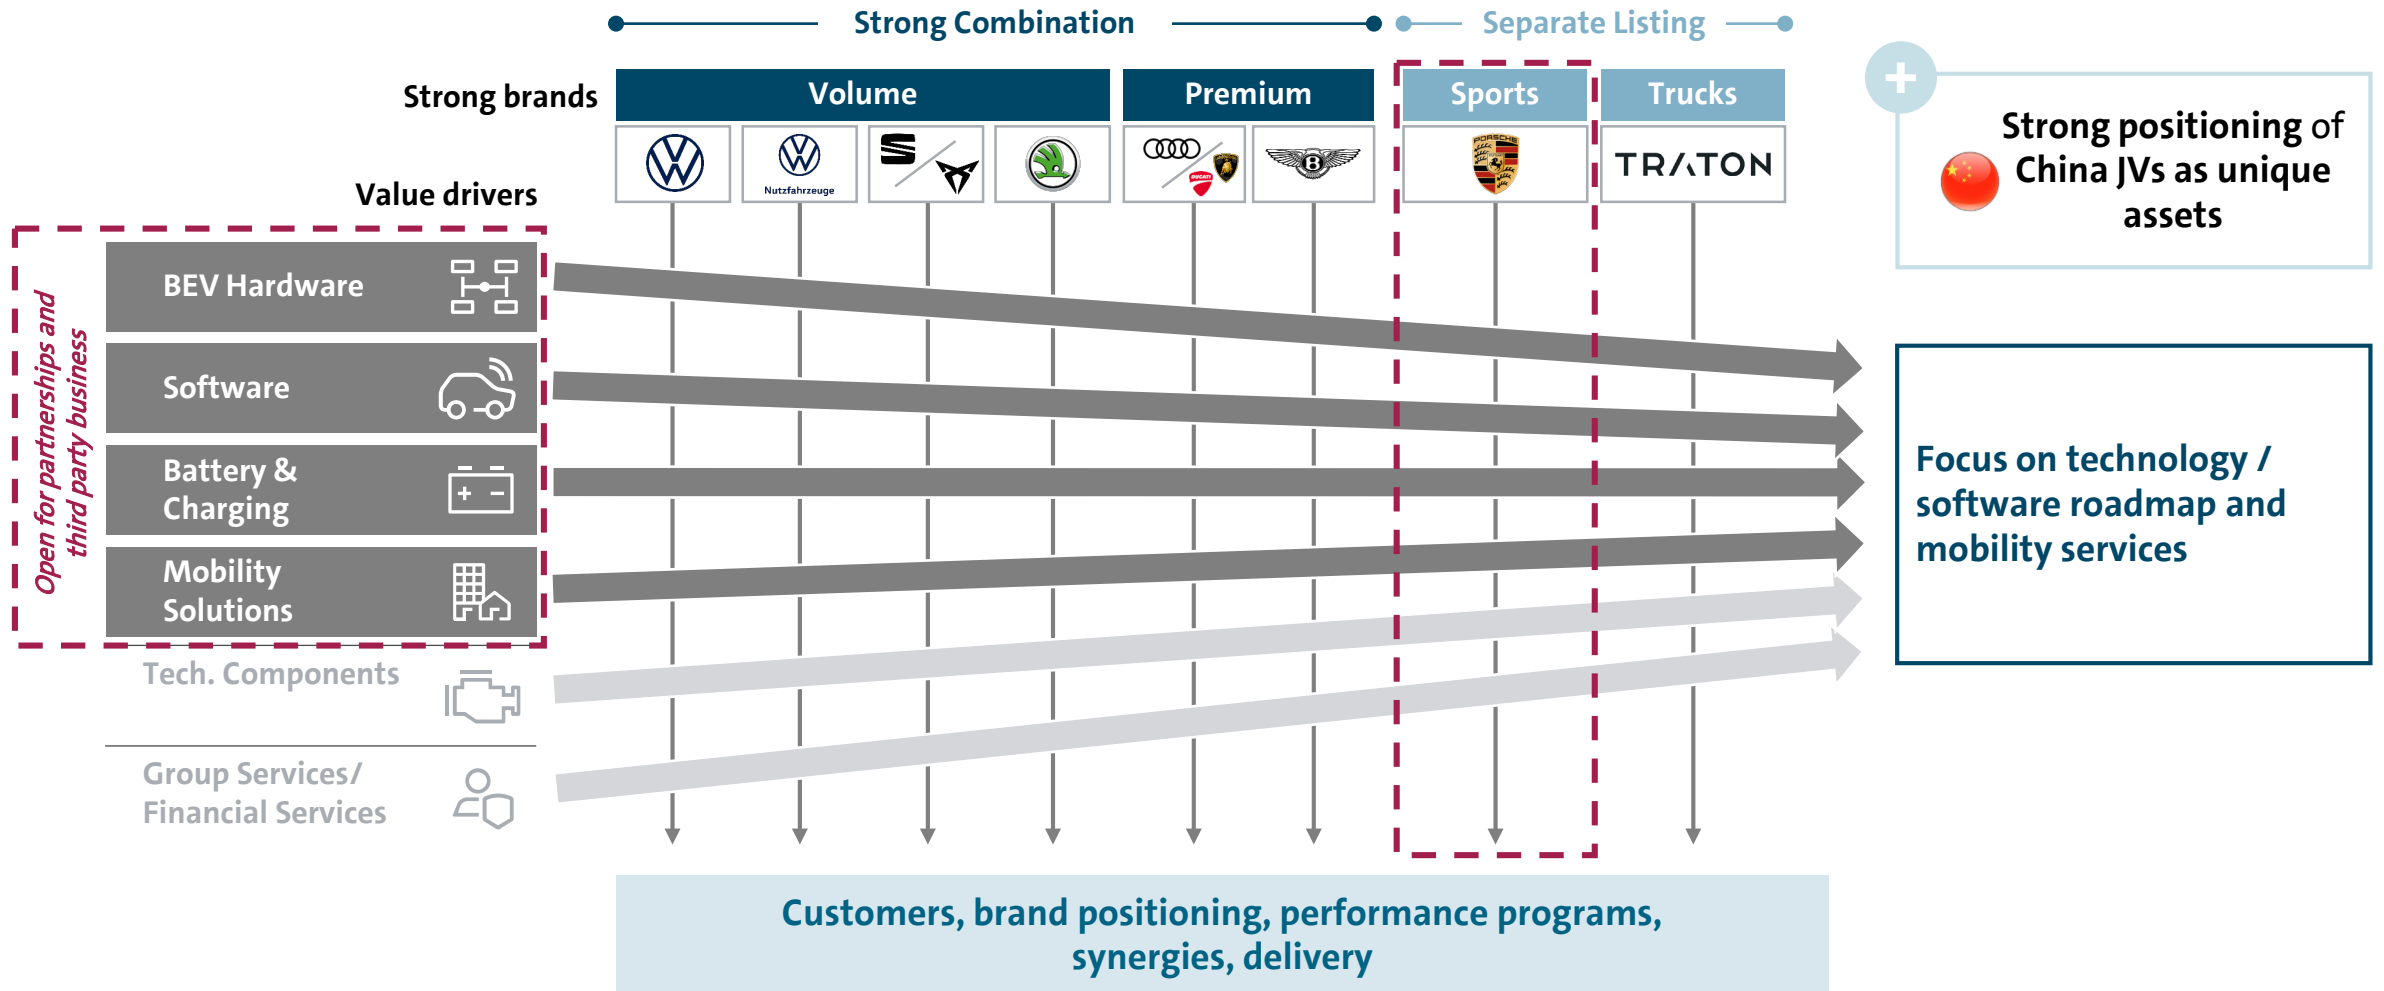 Strong Combination
Separate Listing
Strong brands
Volume
Premium
Sports
Trucks
Nutzfahrzeuge
DUCATI
B
PORSCHE
TRATON
Value drivers
Open for partnerships and
third party business
BEV Hardware
Software
Battery &
Charging
Mobility
Solutions
Tech. Components
Group Services/
Financial Services
+
Strong positioning of
China JVs as unique
assets
Focus on technology /
software roadmap and
mobility services
Customers, brand positioning, performance programs,
synergies, delivery